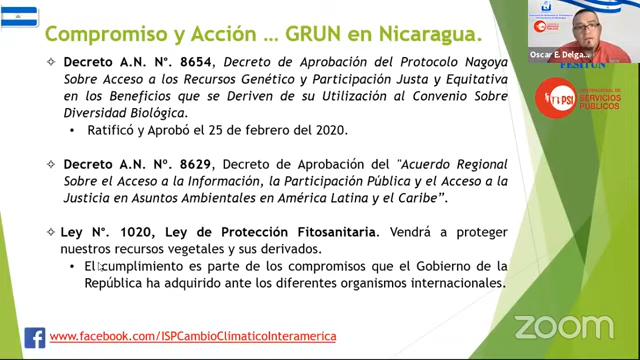 Compromiso y Acción ... GRUN en Nicaragua.
Decreto A.N. N°. 8654, Decreto de Aprobación del Protocolo Nagoya
Sobre Acceso a los Recursos Genético y Participación Justa y Equitativa
en los Beneficios que se Deriven de su Utilización al Convenio Sobre
Diversidad Biológica.
• Ratificó y Aprobó el 25 de febrero del 2020.
Decreto A.N. Nº. 8629, Decreto de Aprobación del "Acuerdo Regional
Sobre el Acceso a la Información, la Participación Pública y el Acceso a la
Justicia en Asuntos Ambientales en América Latina y el Caribe”.
Ley N°. 1020, Ley de Protección Fitosanitaria. Vendrá a proteger
nuestros recursos vegetales y sus derivados.
• El cumplimiento es parte de los compromisos que el Gobierno de la
República ha adquirido ante los diferentes organismos internacionales.
www.facebook.com/ISPCambioClimaticoInteramerica
Oscar E. Delga...
FESITUN
PSI
INTERNACIONAL DE
SERVICIOS
PÚBLICOS
zoom